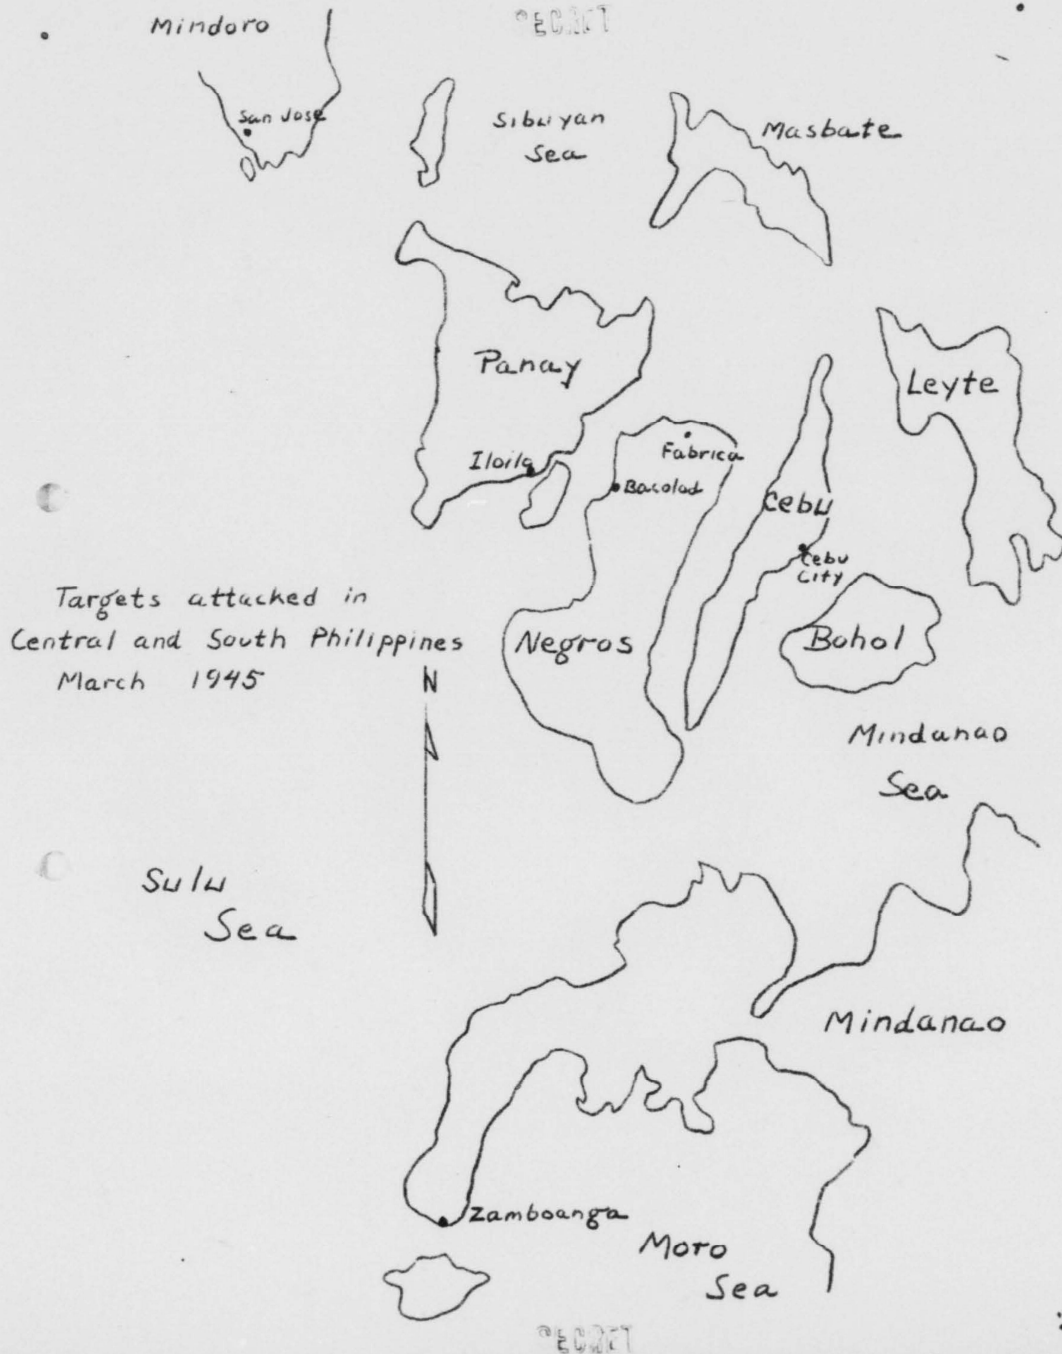 SECRET
Mindoro
San Jose
Sibuyan
Sea
Masbate
Panay
Leyte
Iloilo
Fabrica
Bacolod
Cebu
Cebu
City
Targets attacked in
Central and South Philippines
March 1945
N
Negros
Bohol
Mindanao
Sea
Sulu
Sea
Mindanao
Zamboanga
Moro
Sea
SECRET